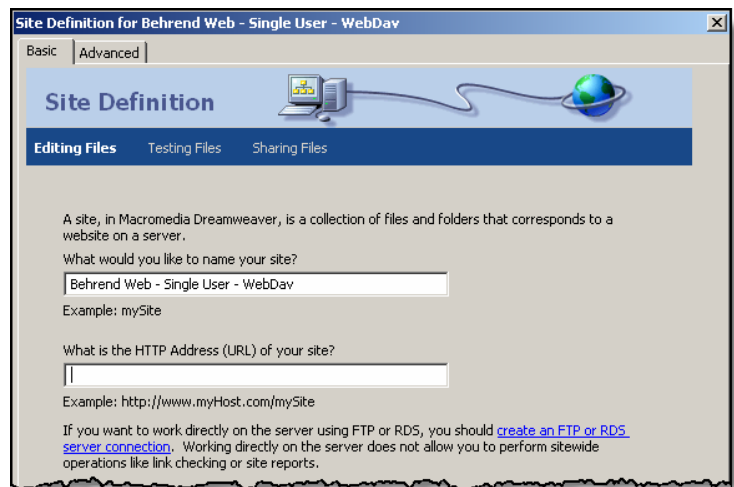 Site Definition for Behrend Web - Single User - WebDav
Basic
Advanced
Site Definition
Editing Files
Testing Files
Sharing Files
A site, in Macromedia Dreamweaver, is a collection of files and folders that corresponds to a
website on a server.
What would you like to name your site?
Behrend Web - Single User - WebDav
Example: mySite
What is the HTTP Address (URL) of your site?
Example: http://www.myHost.com/mySite
If you want to work directly on the server using FTP or RDS, you should create an FTP or RDS
server connection. Working directly on the server does not allow you to perform sitewide
operations like link checking or site reports.